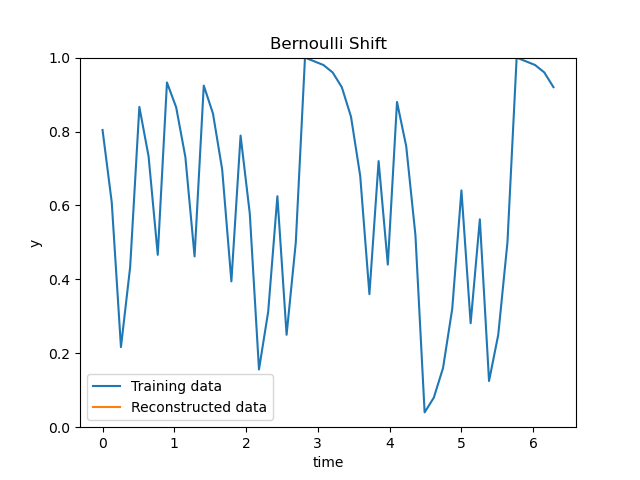 Bernoulli Shift
1.0
0.8
0.6
0.4
0.2
0.0
y
Training data
Reconstructed data
0 1 2 3 4 5 6
time